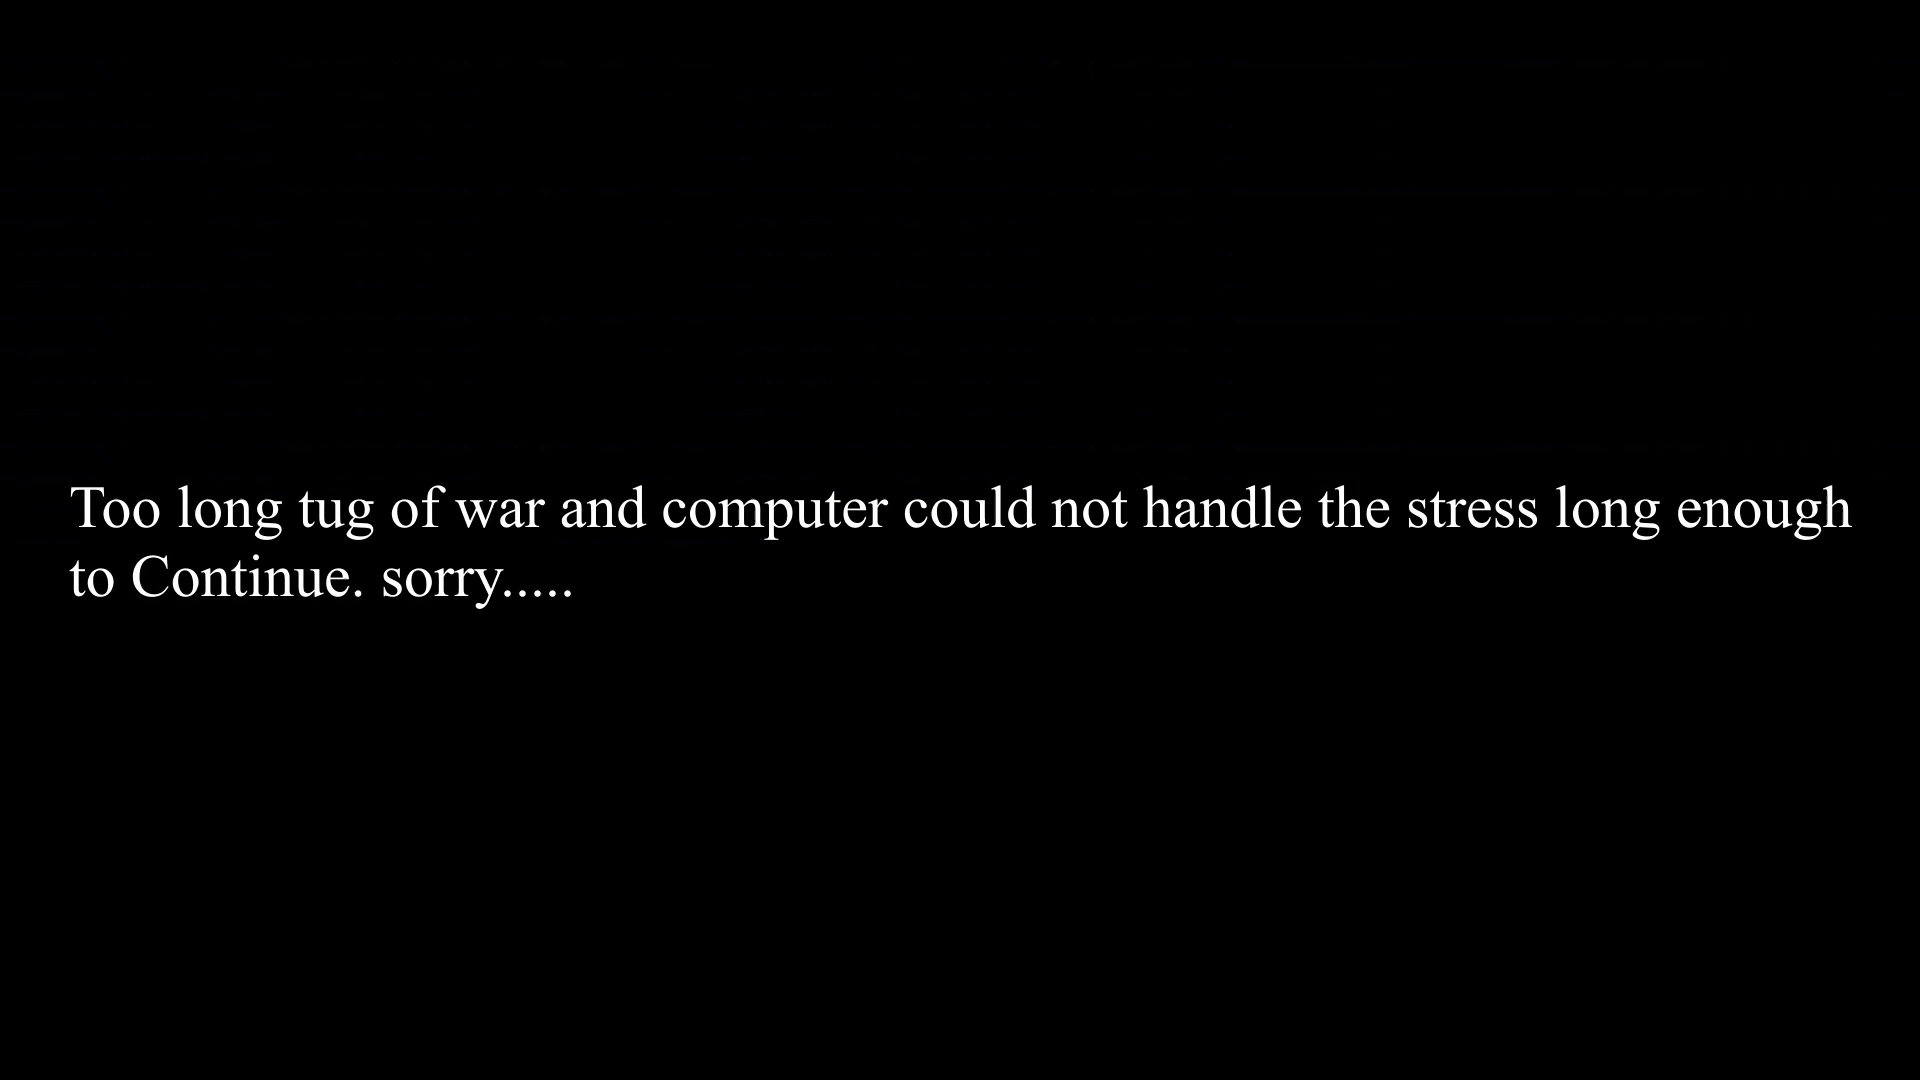 Too long tug of war and computer could not handle the stress long enough
to Continue. sorry.....